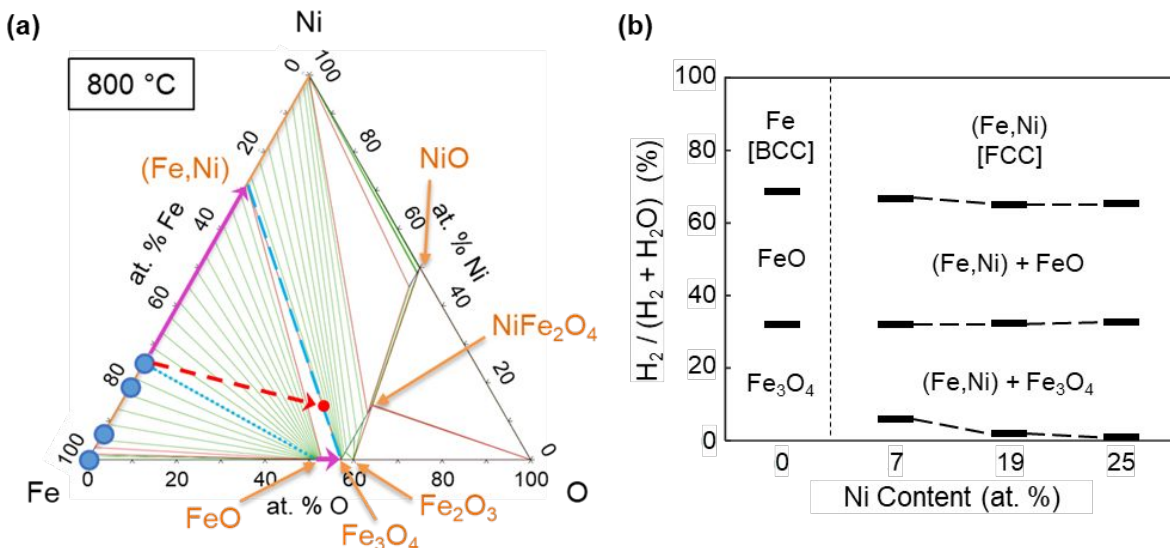 (a)
Ni
800 °C
0
100
20
80
(Fe,Ni)
NiO
at. % Fe
40
60
at. % Ni
60
40
NiFe₂O₄
80
20
100
0
Fe
0
20
40
60
80
100
O
at. % O
FeO
Fe₃O₄
Fe₂O₃
(b)
H₂ / (H₂ + H₂O) (%)
100
80
60
40
20
0
Fe
[BCC]
(Fe,Ni)
[FCC]
FeO
(Fe,Ni) + FeO
Fe₃O₄
(Fe,Ni) + Fe₃O₄
0
7
19
25
Ni Content (at. %)